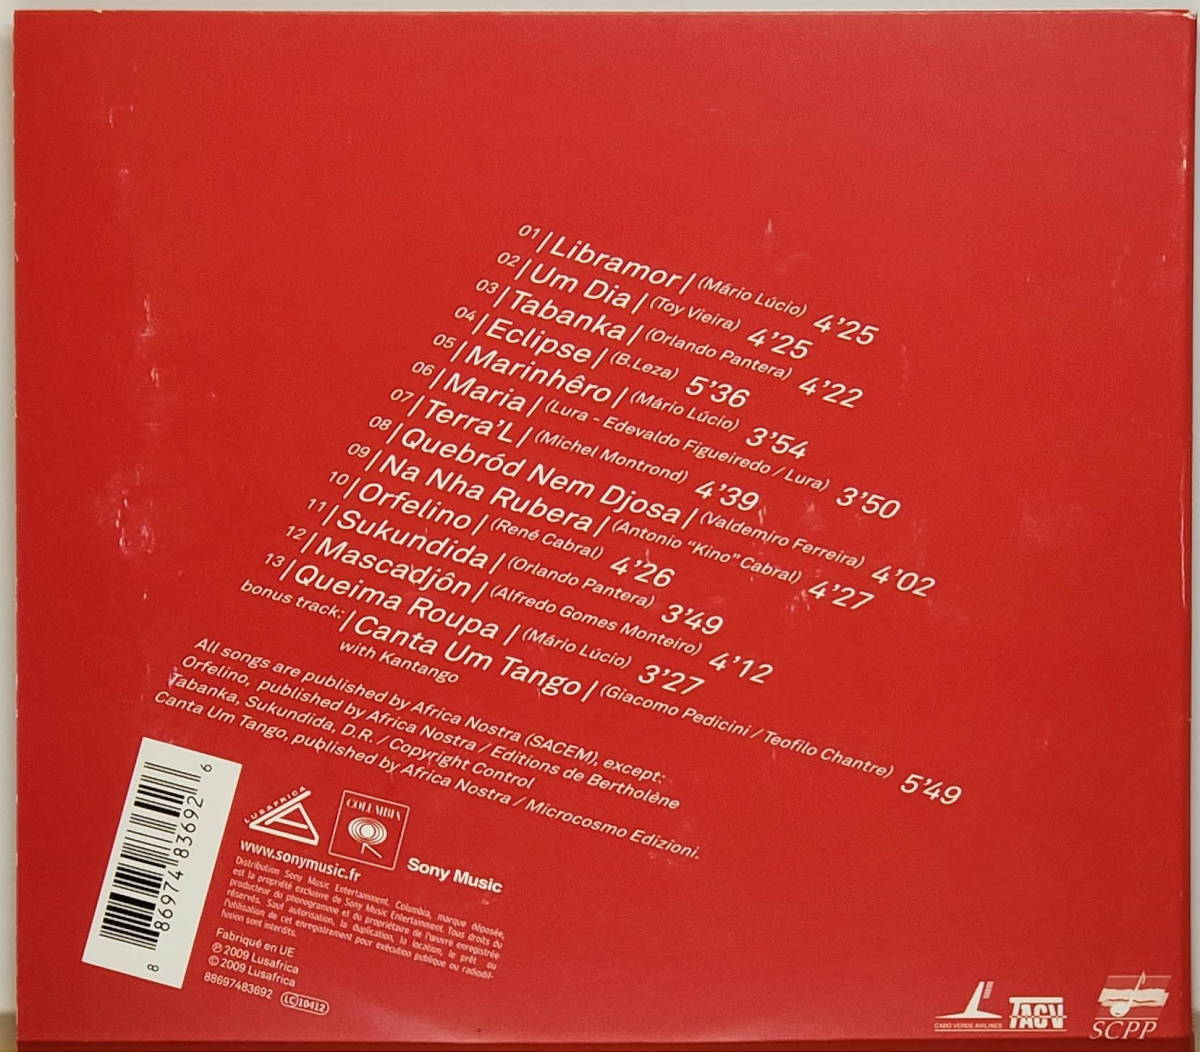 01 | Libramor | (Mário Lúcio) 4'25
02 | Um Dia | (Toy Vieira) 4'25
03 | Tabanka | (Orlando Pantera) 4'22
04 | Eclipse | (B.Leza) 5'36
05 | Marinhêro | (Mário Lúcio) 3'54
06 | Maria | (Lura - Edevaldo Figueiredo / Lura) 3'50
07 | Terra'L | (Michel Montrond) 4'39
08 | Quebród Nem Djosa | (Valdemiro Ferreira) 4'02
09 | Na Nha Rubera | (Antonio "Kino" Cabral) 4'27
10 | Orfelino | (René Cabral) 4'26
11 | Sukundida | (Orlando Pantera) 3'49
12 | Mascadjôn | (Alfredo Gomes Monteiro) 4'12
13 | Queima Roupa | (Mário Lúcio) 3'27
bonus track: | Canta Um Tango | (Giacomo Pedicini / Teofilo Chantre) 5'49
with Kantango
All songs are published by Africa Nostra (SACEM), except:
Orfelino, published by Africa Nostra / Editions de Bertholène
Tabanka, Sukundida, D.R. / Copyright Control
Canta Um Tango, published by Africa Nostra / Microcosmo Edizioni.
8 86974 83692 6
LUSAFRICA
COLUMBIA
Sony Music
www.sonymusic.fr
Distribution Sony Music Entertainment. Columbia, marque déposée,
est la propriété exclusive de Sony Music Entertainment. Tous droits du
producteur du phonogramme et du propriétaire de l'œuvre enregistrée
réservés. Sauf autorisation, la duplication, la location, le prêt ou
l'utilisation de cet enregistrement pour exécution publique ou radiodif-
fusion sont interdits.
Fabriqué en UE
℗ 2009 Lusafrica
© 2009 Lusafrica
88697483692 LC 10412
CABO VERDE AIRLINES
TACV
SCPP